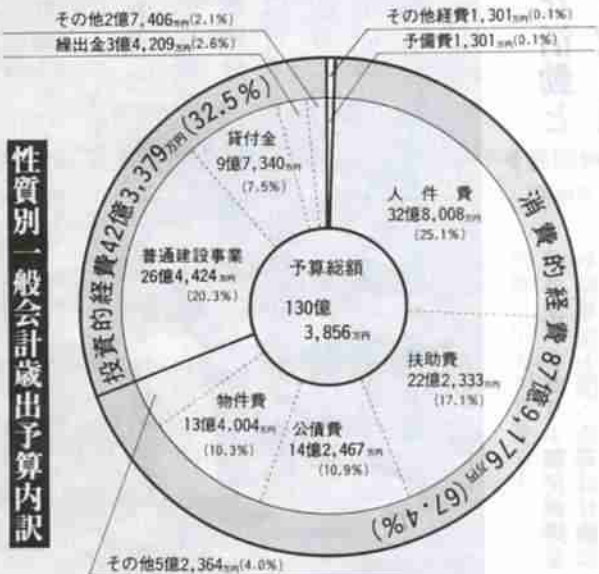 性質別一般会計歳出予算内訳
その他2億7,406万円(2.1%)
繰出金3億4,209万円(2.6%)
その他経費1,301万円(0.1%)
予備費1,301万円(0.1%)
投資的経費42億3,379万円(32.5%)
消費的経費87億9,176万円(67.4%)
貸付金
9億7,340万円
(7.5%)
人件費
32億8,008万円
(25.1%)
普通建設事業
26億4,424万円
(20.3%)
予算総額
130億
3,856万円
扶助費
22億2,333万円
(17.1%)
物件費
13億4.004万円
(10.3%)
公債費
14億2,467万円
(10.9%)
その他5億2,364万円(4.0%)